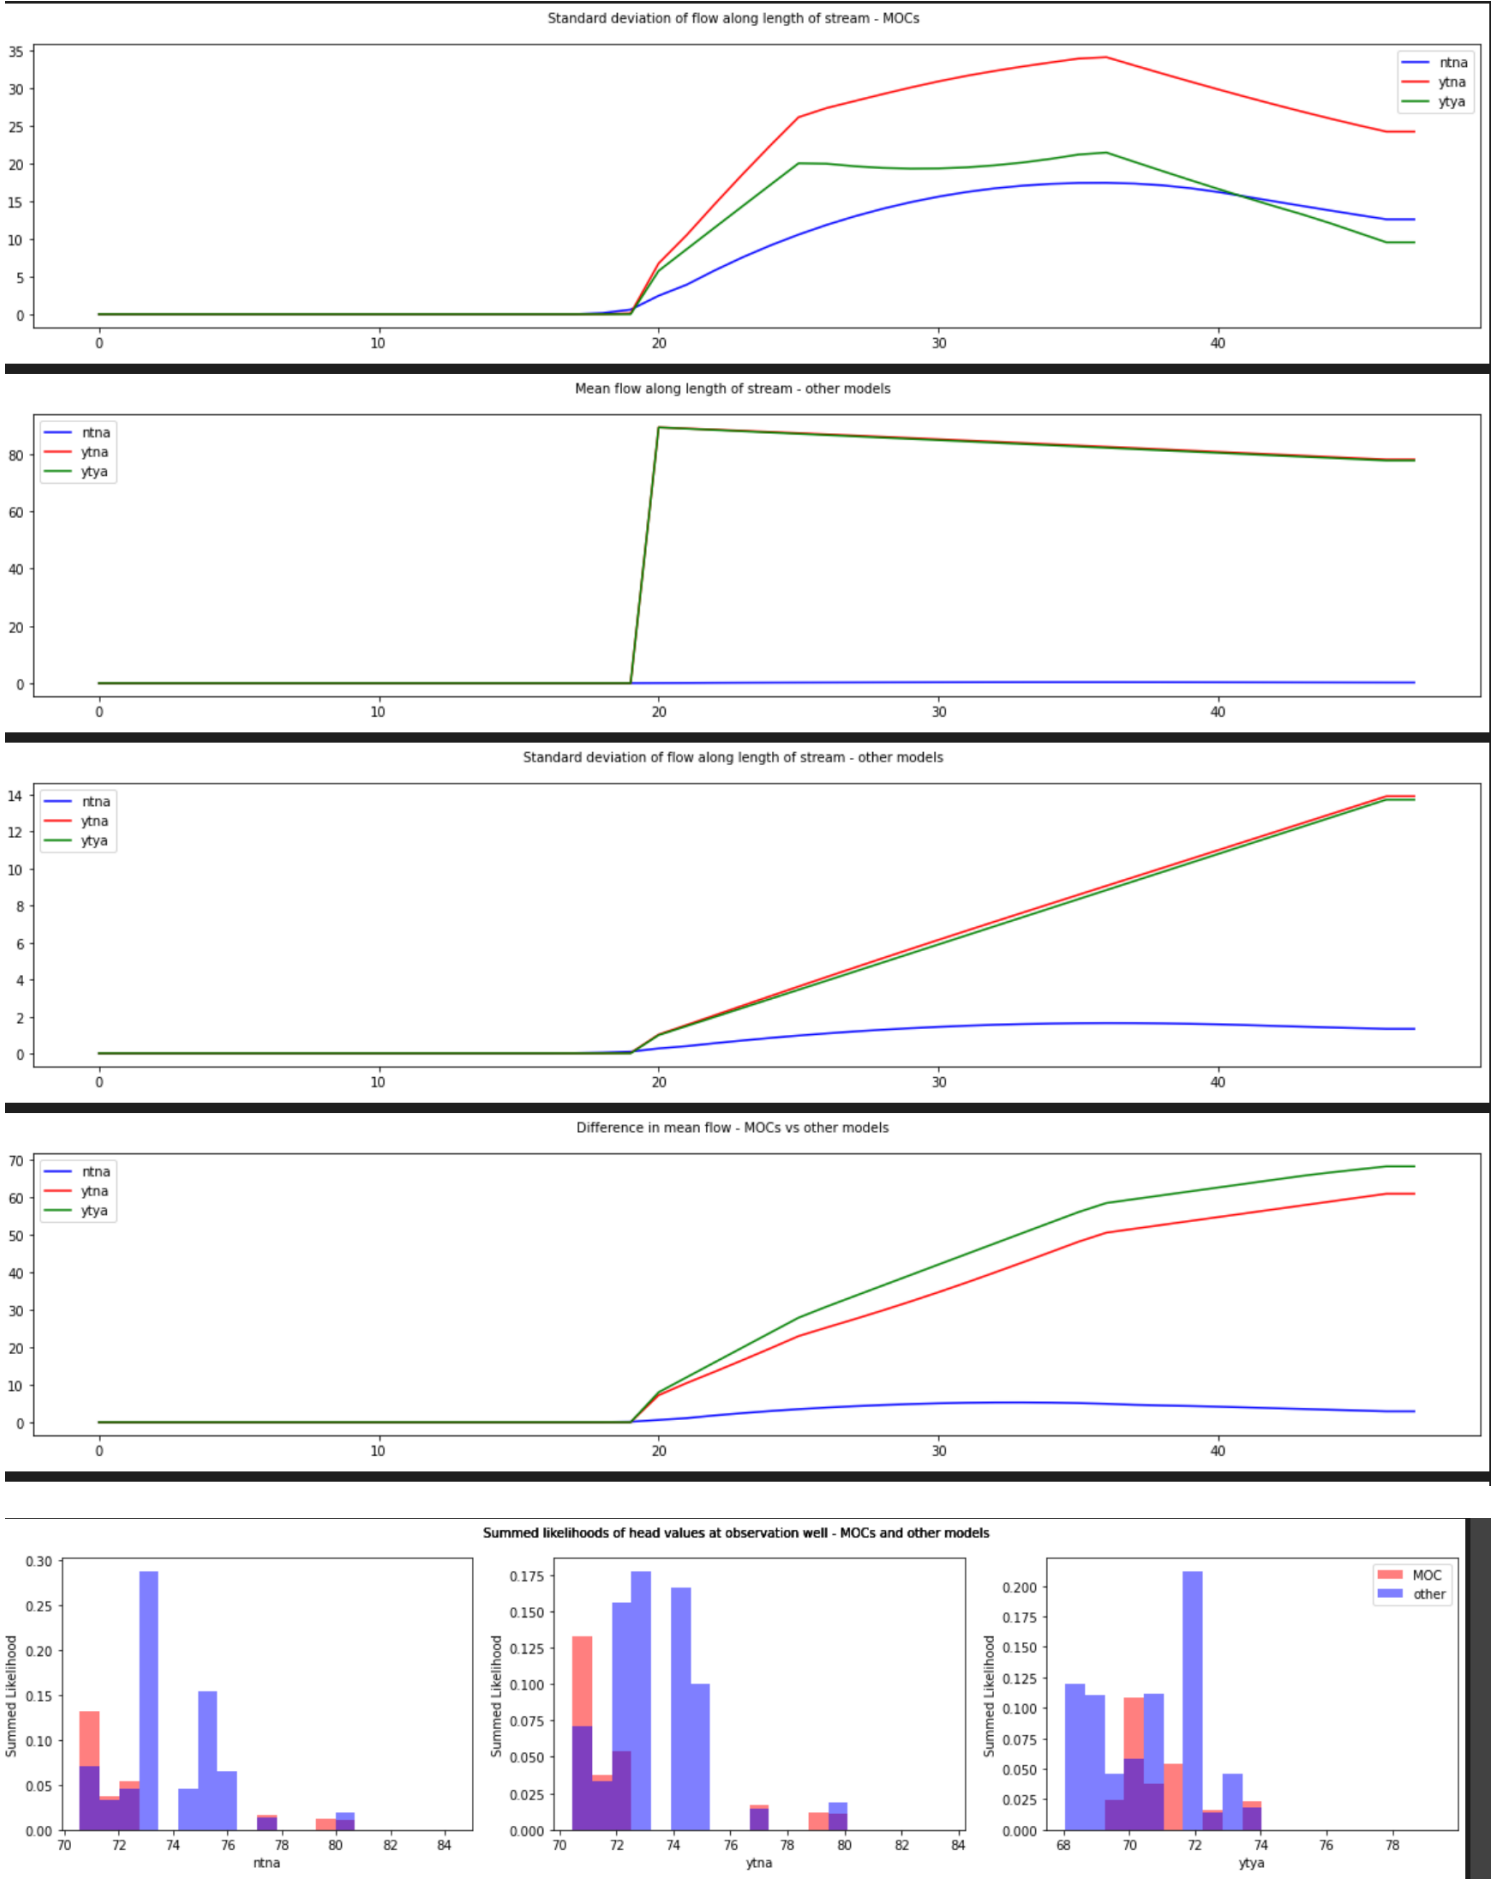 Standard deviation of flow along length of stream - MOCs
35
30
25
20
15
10
5
0
ntna
ytna
ytya
0 10 20 30 40
Mean flow along length of stream - other models
ntna
ytna
ytya
80
60
40
20
0
0 10 20 30 40
Standard deviation of flow along length of stream - other models
14
12
10
8
6
4
2
0
ntna
ytna
ytya
0 10 20 30 40
Difference in mean flow - MOCs vs other models
70
60
50
40
30
20
10
0
ntna
ytna
ytya
0 10 20 30 40
Summed likelihoods of head values at observation well - MOCs and other models
Summed Likelihood
0.30
0.25
0.20
0.15
0.10
0.05
0.00
70 72 74 76 78 80 82 84
ntna
Summed Likelihood
0.175
0.150
0.125
0.100
0.075
0.050
0.025
0.000
70 72 74 76 78 80 82 84
ytna
Summed Likelihood
0.200
0.175
0.150
0.125
0.100
0.075
0.050
0.025
0.000
MOC
other
68 70 72 74 76 78
ytya